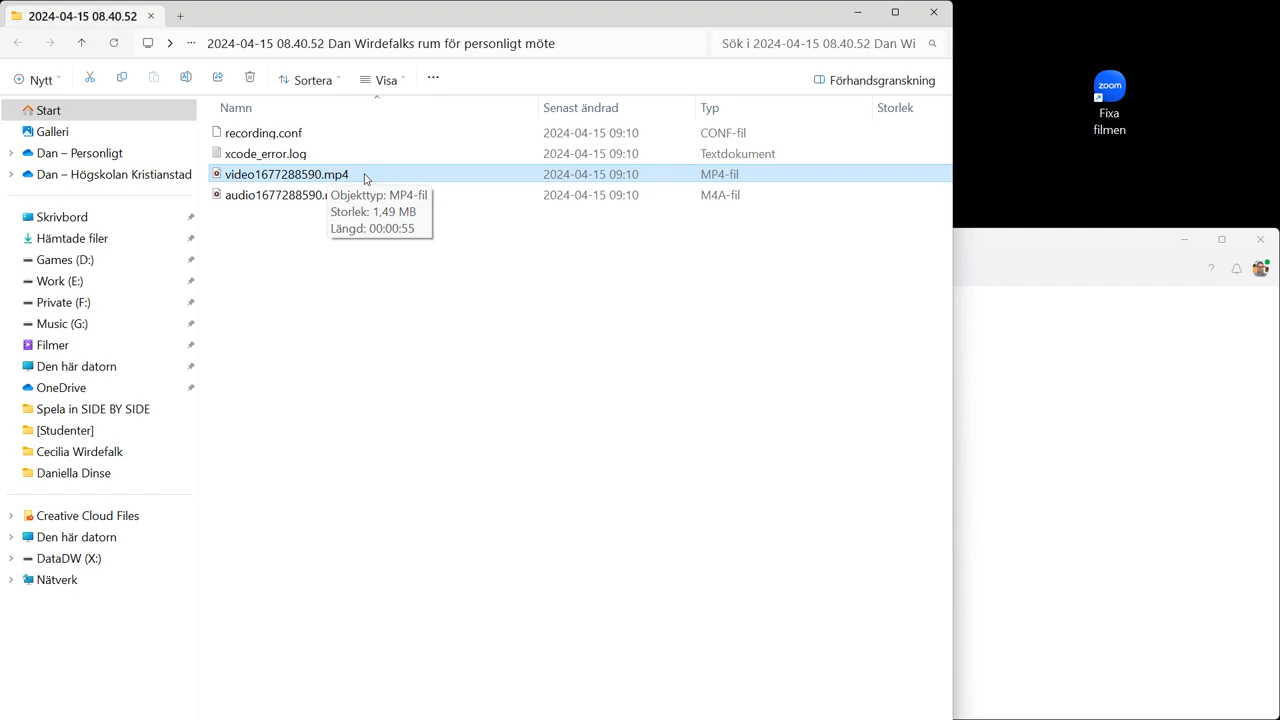 2024-04-15 08.40.52
2024-04-15 08.40.52 Dan Wirdefalks rum för personligt möte
Sök i 2024-04-15 08.40.52 Dan Wi
Nytt
Sortera
Visa
Förhandsgranskning
Namn
Senast ändrad
Typ
Storlek
recording.conf
2024-04-15 09:10
CONF-fil
xcode_error.log
2024-04-15 09:10
Textdokument
video1677288590.mp4
2024-04-15 09:10
MP4-fil
audio1677288590.
2024-04-15 09:10
M4A-fil
Objekttyp: MP4-fil
Storlek: 1,49 MB
Längd: 00:00:55
Start
Galleri
Dan – Personligt
Dan – Högskolan Kristianstad
Skrivbord
Hämtade filer
Games (D:)
Work (E:)
Private (F:)
Music (G:)
Filmer
Den här datorn
OneDrive
Spela in SIDE BY SIDE
[Studenter]
Cecilia Wirdefalk
Daniella Dinse
Creative Cloud Files
Den här datorn
DataDW (X:)
Nätverk
zoom
Fixa
filmen